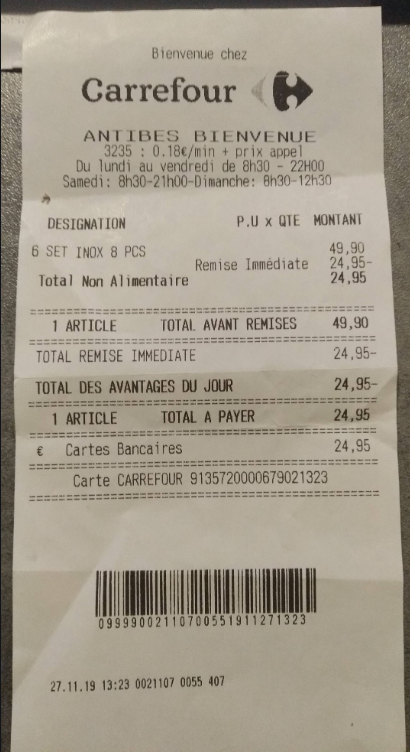 Bienvenue chez
Carrefour
ANTIBES BIENVENUE
3235 : 0.18€/min + prix appel
Du lundi au vendredi de 8h30 - 22H00
Samedi: 8h30-21h00-Dimanche: 8h30-12h30
DESIGNATION P.U x QTE MONTANT
6 SET INOX 8 PCS 49,90
Remise Immédiate 24,95-
Total Non Alimentaire 24,95
1 ARTICLE TOTAL AVANT REMISES 49,90
TOTAL REMISE IMMEDIATE 24,95-
TOTAL DES AVANTAGES DU JOUR 24,95-
1 ARTICLE TOTAL A PAYER 24,95
€ Cartes Bancaires 24,95
Carte CARREFOUR 9135720000679021323
0999900211070055191127132​3
27.11.19 13:23 0021107 0055 407